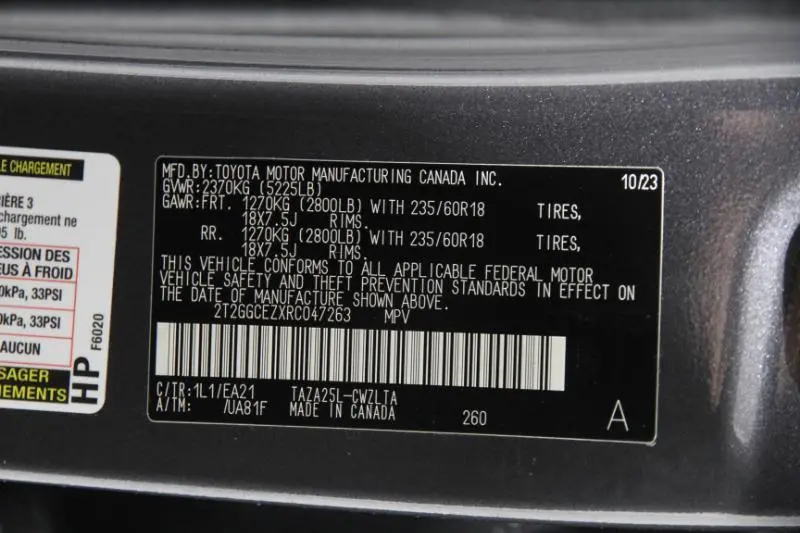 LE CHARGEMENT
IÈRE 3
chargement ne
95 lb.
ESSION DES
EUS À FROID
0kPa, 33PSI
0kPa, 33PSI
AUCUN
SAGER
NEMENTS
HP
F6020
MFD.BY:TOYOTA MOTOR MANUFACTURING CANADA INC. 10/23
GVWR:2370KG (5225LB)
GAWR:FRT. 1270KG (2800LB) WITH 235/60R18 TIRES,
18X7.5J RIMS.
RR. 1270KG (2800LB) WITH 235/60R18 TIRES,
18X7.5J RIMS.
THIS VEHICLE CONFORMS TO ALL APPLICABLE FEDERAL MOTOR
VEHICLE SAFETY AND THEFT PREVENTION STANDARDS IN EFFECT ON
THE DATE OF MANUFACTURE SHOWN ABOVE.
2T2GGCEZXRC047263 MPV
C/TR:1L1/EA21 TAZA25L-CWZLTA
A/TM: /UA81F MADE IN CANADA 260 A